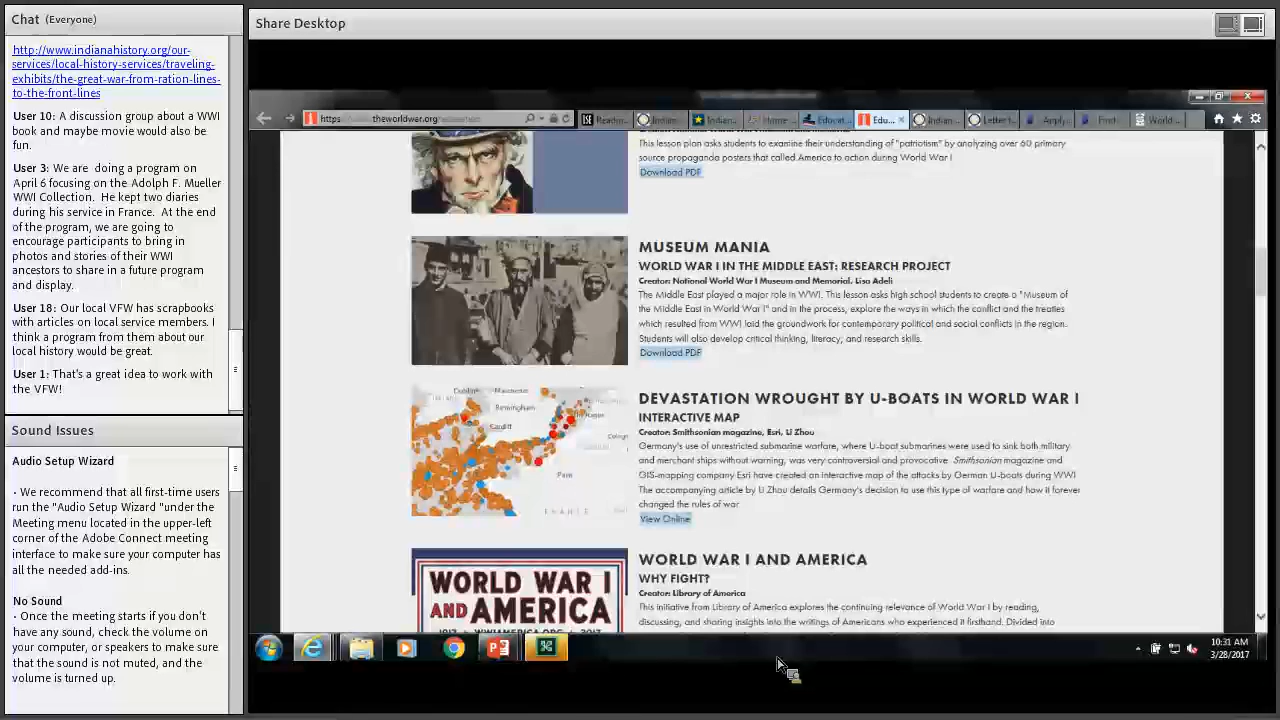 Chat (Everyone)
http://www.indianahistory.org/our-
services/local-history-services/traveling-
exhibits/the-great-war-from-ration-lines-
to-the-front-lines
User 10: A discussion group about a WWI
book and maybe movie would also be
fun.
User 3: We are doing a program on
April 6 focusing on the Adolph F. Mueller
WWI Collection. He kept two diaries
during his service in France. At the end
of the program, we are going to
encourage participants to bring in
photos and stories of their WWI
ancestors to share in a future program
and display.
User 18: Our local VFW has scrapbooks
with articles on local service members. I
think a program from them about our
local history would be great.
User 1: That's a great idea to work with
the VFW!
Sound Issues
Audio Setup Wizard
• We recommend that all first-time users
run the "Audio Setup Wizard "under the
Meeting menu located in the upper-left
corner of the Adobe Connect meeting
interface to make sure your computer has
all the needed add-ins.
No Sound
• Once the meeting starts if you don't
have any sound, check the volume on
your computer, or speakers to make sure
that the sound is not muted, and the
volume is turned up.
Share Desktop
theworldwar.org
Indian...
Home
Educat...
Edu...
Indian...
Letter f...
Apply...
World ...
This lesson plan asks students to examine their understanding of "patriotism" by analyzing over 60 primary
source propaganda posters that called America to action during World War I
Download PDF
MUSEUM MANIA
WORLD WAR I IN THE MIDDLE EAST: RESEARCH PROJECT
Creator: National World War I Museum and Memorial, Lisa Adeli
The Middle East played a major role in WWI. This lesson asks high school students to create a "Museum of
the Middle East in World War I" and in the process, explore the ways in which the conflict and the treaties
which resulted from WWI laid the groundwork for contemporary political and social conflicts in the region.
Students will also develop critical thinking, literacy, and research skills.
Download PDF
Dublin
Manchester
Birmingham
Cardiff
The Hague
Paris
FRANCE
DEVASTATION WROUGHT BY U-BOATS IN WORLD WAR I
INTERACTIVE MAP
Creator: Smithsonian magazine, Esri, Li Zhou
Germany's use of unrestricted submarine warfare, where U-boat submarines were used to sink both military
and merchant ships without warning, was very controversial and provocative. Smithsonian magazine and
GIS-mapping company Esri have created an interactive map of the attacks by German U-boats during WWI
The accompanying article by Li Zhou details Germany's decision to use this type of warfare and how it forever
changed the rules of war
View Online
WORLD WAR I
AND AMERICA
1917 WWIAMERICA.ORG 2017
WORLD WAR I AND AMERICA
WHY FIGHT?
Creator: Library of America
This initiative from Library of America explores the continuing relevance of World War I by reading,
discussing, and sharing insights into the writings of Americans who experienced it firsthand. Divided into
10:31 AM
3/28/2017